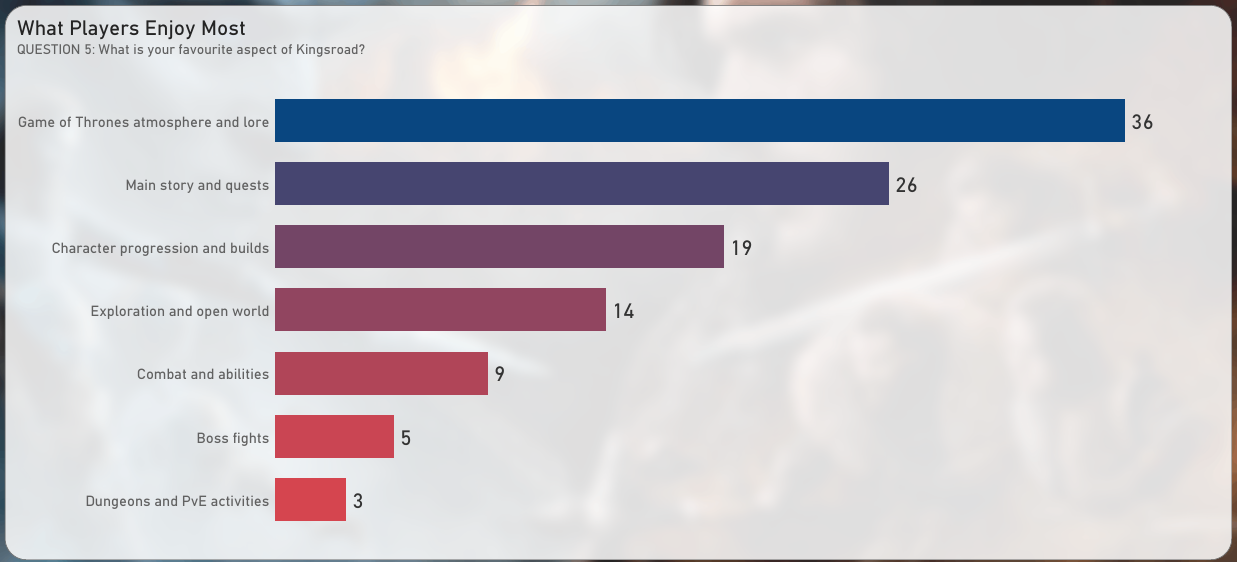 What Players Enjoy Most
QUESTION 5: What is your favourite aspect of Kingsroad?
Game of Thrones atmosphere and lore 36
Main story and quests 26
Character progression and builds 19
Exploration and open world 14
Combat and abilities 9
Boss fights 5
Dungeons and PvE activities 3